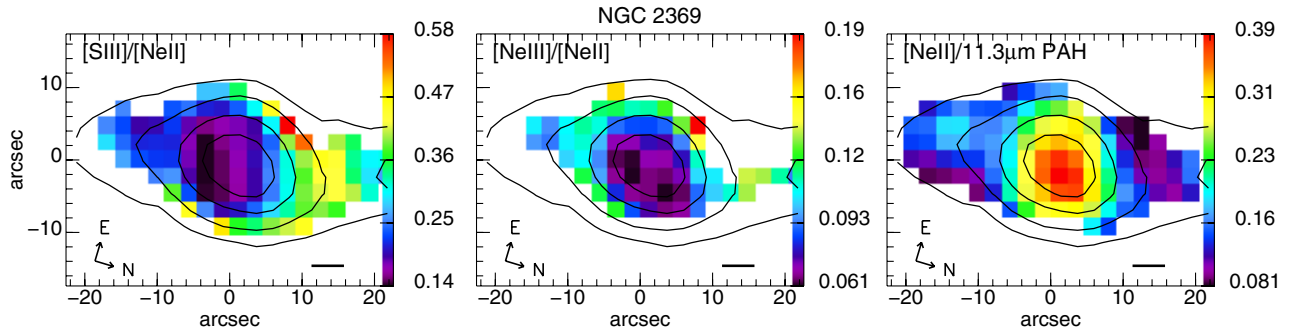 NGC 2369
[SIII]/[NeII]
0.58
0.47
0.36
0.25
0.14
10
0
−10
arcsec
E
N
−20 −10 0 10 20
arcsec
[NeIII]/[NeII]
0.19
0.16
0.12
0.093
0.061
E
N
−20 −10 0 10 20
arcsec
[NeII]/11.3μm PAH
0.39
0.31
0.23
0.16
0.081
E
N
−20 −10 0 10 20
arcsec